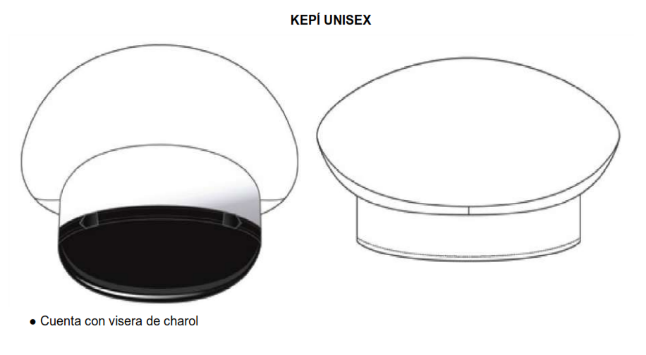 KEPÍ UNISEX
● Cuenta con visera de charol